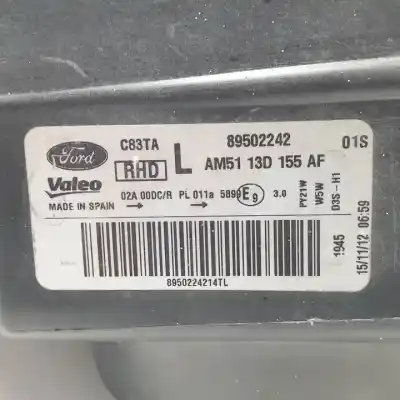 C83TA 89502242 01S
Ford RHD L AM51 13D 155 AF
Valeo 02A 00DC/R PL 011a 5899 E9 3.0
MADE IN SPAIN
PY21W
W5W
D3S-H1
1945
15/11/12 06:59
8950224214TL